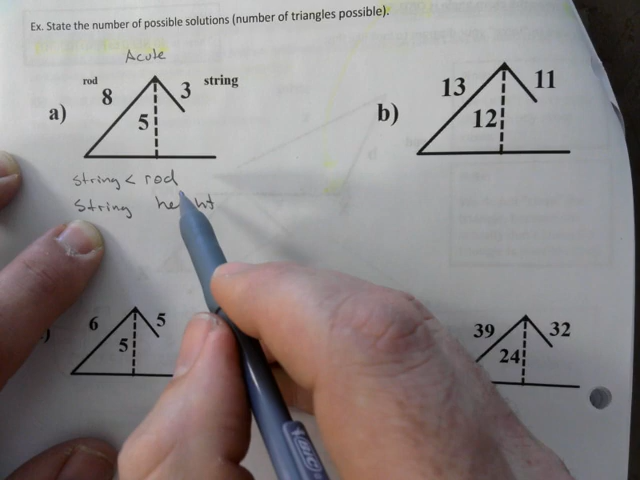 Ex. State the number of possible solutions (number of triangles possible).
Acute
a)
rod
8
3
string
5
b)
13
11
12
string < rod
string
)
6
5
5
39
32
24
BIC